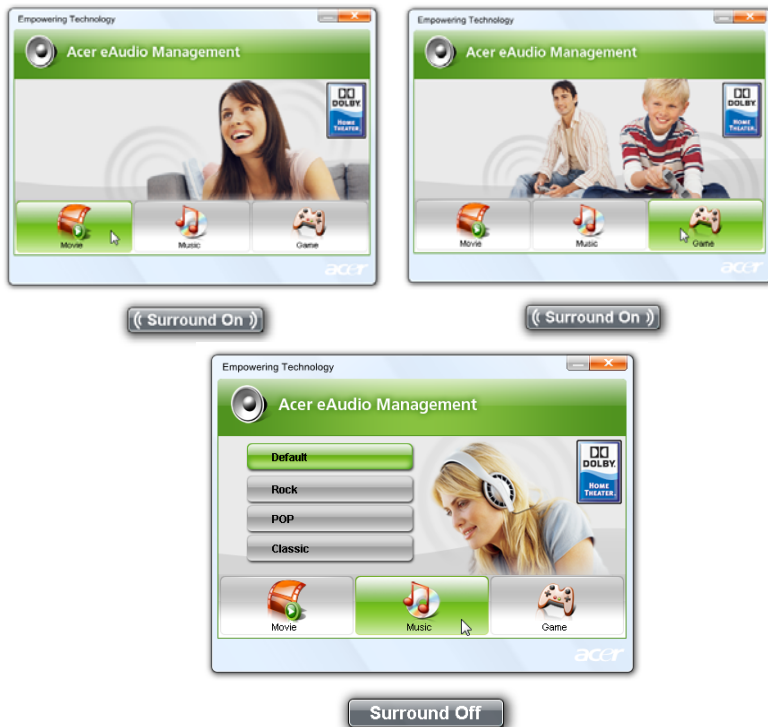 Empowering Technology
Acer eAudio Management
DOLBY
HOME THEATER
Movie
Music
Game
acer
(( Surround On ))
Empowering Technology
Acer eAudio Management
DOLBY
HOME THEATER
Movie
Music
Game
acer
(( Surround On ))
Empowering Technology
Acer eAudio Management
Default
Rock
POP
Classic
DOLBY
HOME THEATER
Movie
Music
Game
acer
Surround Off